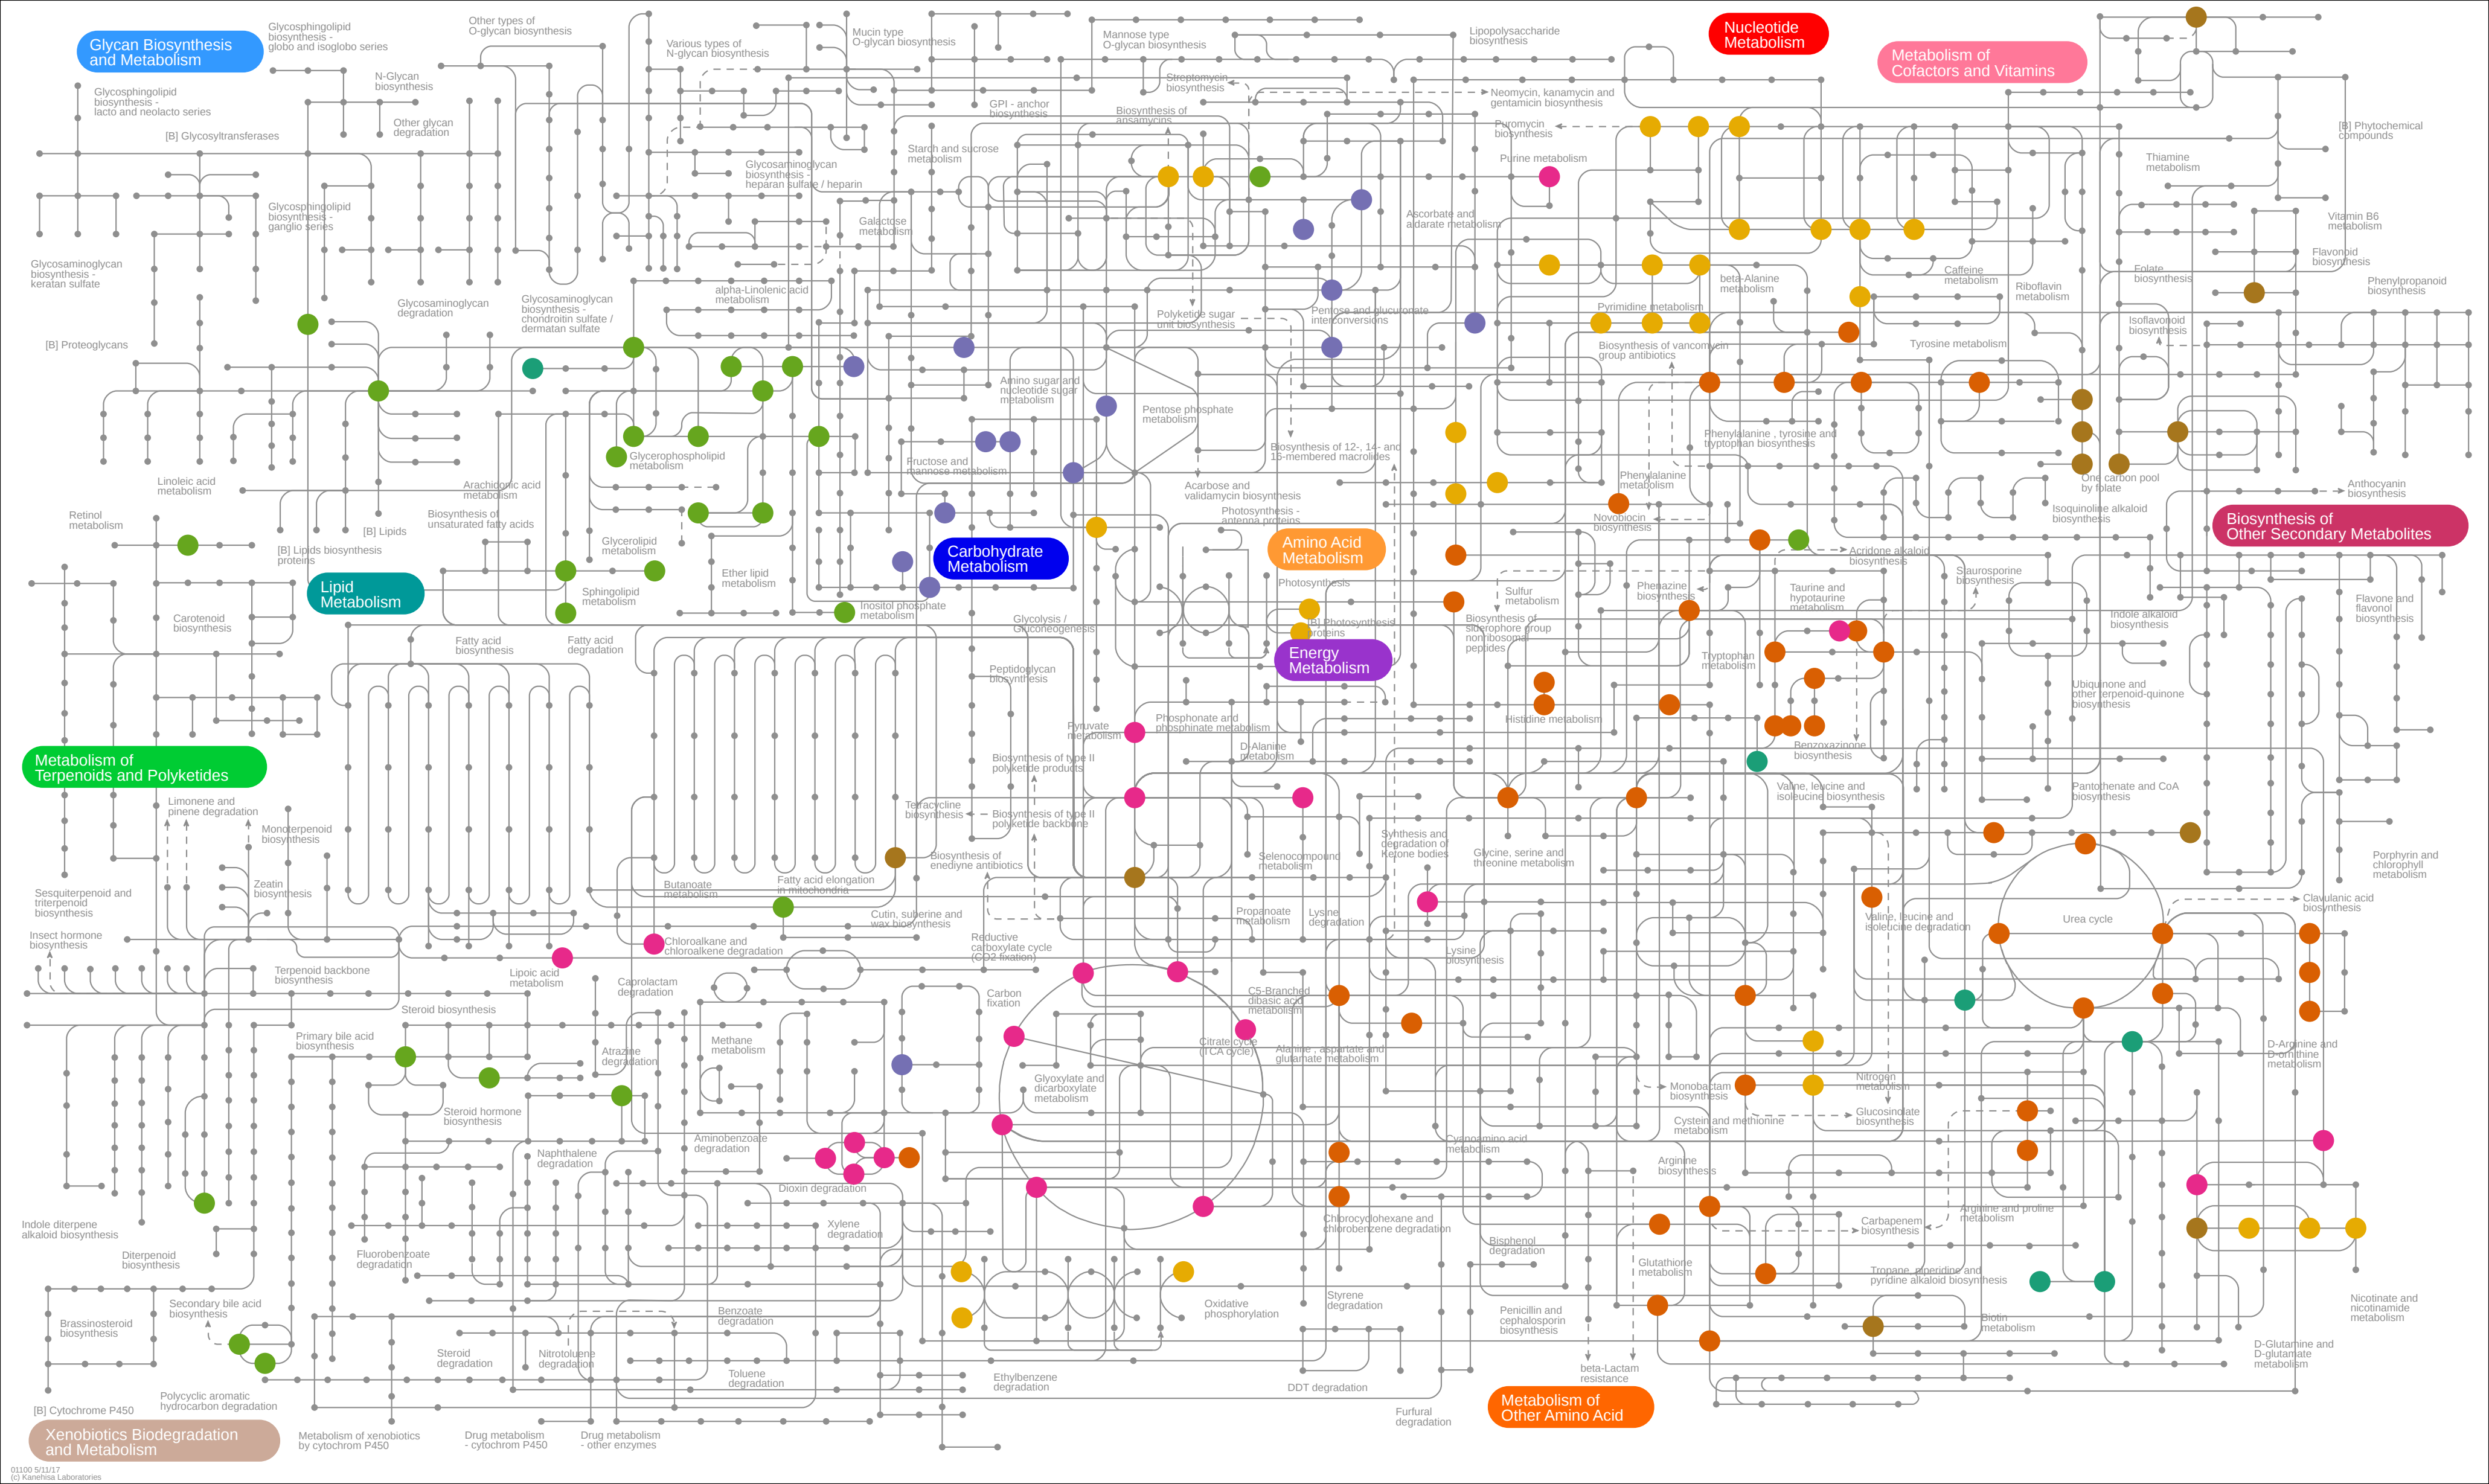 Glycan Biosynthesis
and Metabolism
Glycosphingolipid
biosynthesis -
globo and isoglobo series
Other types of
O-glycan biosynthesis
Various types of
N-glycan biosynthesis
Mucin type
O-glycan biosynthesis
Mannose type
O-glycan biosynthesis
Lipopolysaccharide
biosynthesis
Nucleotide
Metabolism
Metabolism of
Cofactors and Vitamins
N-Glycan
biosynthesis
Glycosphingolipid
biosynthesis -
lacto and neolacto series
Other glycan
degradation
[B] Glycosyltransferases
GPI - anchor
biosynthesis
Streptomycin
biosynthesis
Biosynthesis of
ansamycins
Neomycin, kanamycin and
gentamicin biosynthesis
Puromycin
biosynthesis
[B] Phytochemical
compounds
Starch and sucrose
metabolism
Glycosaminoglycan
biosynthesis -
heparan sulfate / heparin
Purine metabolism
Thiamine
metabolism
Glycosphingolipid
biosynthesis -
ganglio series
Galactose
metabolism
Ascorbate and
aldarate metabolism
Vitamin B6
metabolism
Glycosaminoglycan
biosynthesis -
keratan sulfate
Flavonoid
biosynthesis
Folate
biosynthesis
Caffeine
metabolism
beta-Alanine
metabolism
Riboflavin
metabolism
Phenylpropanoid
biosynthesis
alpha-Linolenic acid
metabolism
Glycosaminoglycan
degradation
Glycosaminoglycan
biosynthesis -
chondroitin sulfate /
dermatan sulfate
Polyketide sugar
unit biosynthesis
Pentose and glucuronate
interconversions
Pyrimidine metabolism
Isoflavonoid
biosynthesis
[B] Proteoglycans
Biosynthesis of vancomycin
group antibiotics
Tyrosine metabolism
Amino sugar and
nucleotide sugar
metabolism
Pentose phosphate
metabolism
Phenylalanine , tyrosine and
tryptophan biosynthesis
Biosynthesis of 12-, 14- and
16-membered macrolides
Glycerophospholipid
metabolism
Fructose and
mannose metabolism
Linoleic acid
metabolism
Arachidonic acid
metabolism
Acarbose and
validamycin biosynthesis
Phenylalanine
metabolism
One carbon pool
by folate
Anthocyanin
biosynthesis
Retinol
metabolism
Biosynthesis of
unsaturated fatty acids
[B] Lipids
Photosynthesis -
antenna proteins
Novobiocin
biosynthesis
Isoquinoline alkaloid
biosynthesis
Biosynthesis of
Other Secondary Metabolites
[B] Lipids biosynthesis
proteins
Glycerolipid
metabolism
Carbohydrate
Metabolism
Amino Acid
Metabolism
Acridone alkaloid
biosynthesis
Lipid
Metabolism
Ether lipid
metabolism
Sphingolipid
metabolism
Inositol phosphate
metabolism
Photosynthesis
Sulfur
metabolism
Phenazine
biosynthesis
Taurine and
hypotaurine
metabolism
Staurosporine
biosynthesis
Flavone and
flavonol
biosynthesis
Carotenoid
biosynthesis
Fatty acid
biosynthesis
Fatty acid
degradation
Glycolysis /
Gluconeogenesis
[B] Photosynthesis
proteins
Biosynthesis of
siderophore group
nonribosomal
peptides
Indole alkaloid
biosynthesis
Energy
Metabolism
Tryptophan
metabolism
Peptidoglycan
biosynthesis
Ubiquinone and
other terpenoid-quinone
biosynthesis
Pyruvate
metabolism
Phosphonate and
phosphinate metabolism
Histidine metabolism
D-Alanine
metabolism
Benzoxazinone
biosynthesis
Metabolism of
Terpenoids and Polyketides
Biosynthesis of type II
polyketide products
Valine, leucine and
isoleucine biosynthesis
Pantothenate and CoA
biosynthesis
Limonene and
pinene degradation
Tetracycline
biosynthesis
Biosynthesis of type II
polyketide backbone
Monoterpenoid
biosynthesis
Synthesis and
degradation of
Ketone bodies
Biosynthesis of
enediyne antibiotics
Selenocompound
metabolism
Glycine, serine and
threonine metabolism
Porphyrin and
chlorophyll
metabolism
Sesquiterpenoid and
triterpenoid
biosynthesis
Zeatin
biosynthesis
Butanoate
metabolism
Fatty acid elongation
in mitochondria
Cutin, suberine and
wax biosynthesis
Propanoate
metabolism
Lysine
degradation
Valine, leucine and
isoleucine degradation
Urea cycle
Clavulanic acid
biosynthesis
Insect hormone
biosynthesis
Chloroalkane and
chloroalkene degradation
Reductive
carboxylate cycle
(CO2 fixation)
Lysine
biosynthesis
Terpenoid backbone
biosynthesis
Lipoic acid
metabolism
Caprolactam
degradation
Carbon
fixation
C5-Branched
dibasic acid
metabolism
Steroid biosynthesis
Primary bile acid
biosynthesis
Atrazine
degradation
Methane
metabolism
Citrate cycle
(TCA cycle)
Alanine , aspartate and
glutamate metabolism
D-Arginine and
D-ornithine
metabolism
Glyoxylate and
dicarboxylate
metabolism
Monobactam
biosynthesis
Nitrogen
metabolism
Steroid hormone
biosynthesis
Cystein and methionine
metabolism
Glucosinolate
biosynthesis
Aminobenzoate
degradation
Cyanoamino acid
metabolism
Naphthalene
degradation
Dioxin degradation
Arginine
biosynthesis
Indole diterpene
alkaloid biosynthesis
Xylene
degradation
Chlorocyclohexane and
chlorobenzene degradation
Arginine and proline
metabolism
Carbapenem
biosynthesis
Diterpenoid
biosynthesis
Fluorobenzoate
degradation
Bisphenol
degradation
Glutathione
metabolism
Tropane, piperidine and
pyridine alkaloid biosynthesis
Secondary bile acid
biosynthesis
Benzoate
degradation
Oxidative
phosphorylation
Styrene
degradation
Penicillin and
cephalosporin
biosynthesis
Biotin
metabolism
Nicotinate and
nicotinamide
metabolism
Brassinosteroid
biosynthesis
Steroid
degradation
Nitrotoluene
degradation
Toluene
degradation
Ethylbenzene
degradation
DDT degradation
beta-Lactam
resistance
D-Glutamine and
D-glutamate
metabolism
Polycyclic aromatic
hydrocarbon degradation
[B] Cytochrome P450
Furfural
degradation
Metabolism of
Other Amino Acid
Xenobiotics Biodegradation
and Metabolism
Metabolism of xenobiotics
by cytochrom P450
Drug metabolism
- cytochrom P450
Drug metabolism
- other enzymes
01100 5/11/17
(c) Kanehisa Laboratories